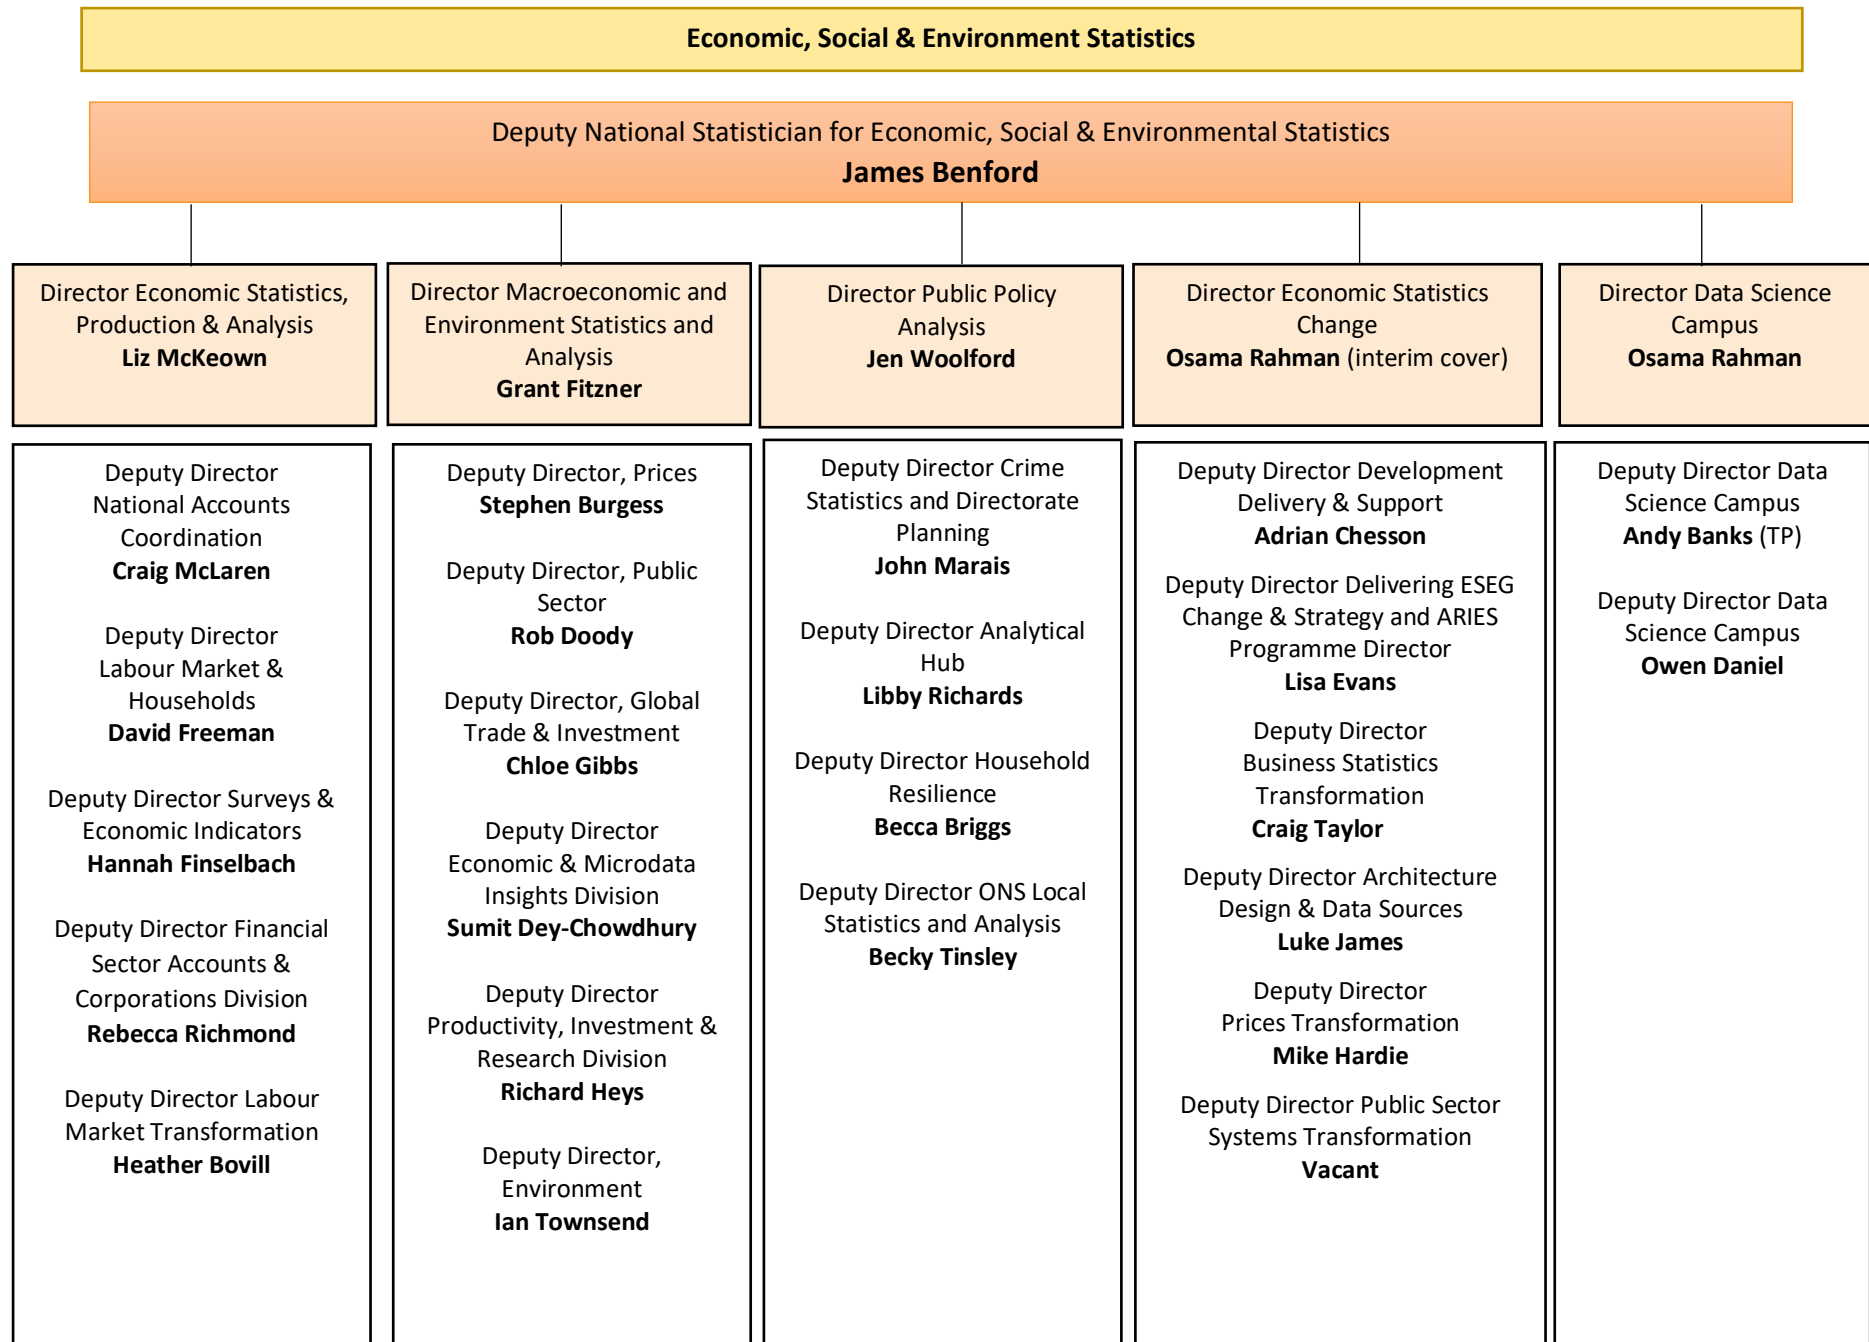 Economic, Social & Environment Statistics
Deputy National Statistician for Economic, Social & Environmental Statistics
James Benford
Director Economic Statistics,
Production & Analysis
Liz McKeown
Director Macroeconomic and
Environment Statistics and
Analysis
Grant Fitzner
Director Public Policy
Analysis
Jen Woolford
Director Economic Statistics
Change
Osama Rahman (interim cover)
Director Data Science
Campus
Osama Rahman
Deputy Director
National Accounts
Coordination
Craig McLaren
Deputy Director
Labour Market &
Households
David Freeman
Deputy Director Surveys &
Economic Indicators
Hannah Finselbach
Deputy Director Financial
Sector Accounts &
Corporations Division
Rebecca Richmond
Deputy Director Labour
Market Transformation
Heather Bovill
Deputy Director, Prices
Stephen Burgess
Deputy Director, Public
Sector
Rob Doody
Deputy Director, Global
Trade & Investment
Chloe Gibbs
Deputy Director
Economic & Microdata
Insights Division
Sumit Dey-Chowdhury
Deputy Director
Productivity, Investment &
Research Division
Richard Heys
Deputy Director,
Environment
Ian Townsend
Deputy Director Crime
Statistics and Directorate
Planning
John Marais
Deputy Director Analytical
Hub
Libby Richards
Deputy Director Household
Resilience
Becca Briggs
Deputy Director ONS Local
Statistics and Analysis
Becky Tinsley
Deputy Director Development
Delivery & Support
Adrian Chesson
Deputy Director Delivering ESEG
Change & Strategy and ARIES
Programme Director
Lisa Evans
Deputy Director
Business Statistics
Transformation
Craig Taylor
Deputy Director Architecture
Design & Data Sources
Luke James
Deputy Director
Prices Transformation
Mike Hardie
Deputy Director Public Sector
Systems Transformation
Vacant
Deputy Director Data
Science Campus
Andy Banks (TP)
Deputy Director Data
Science Campus
Owen Daniel